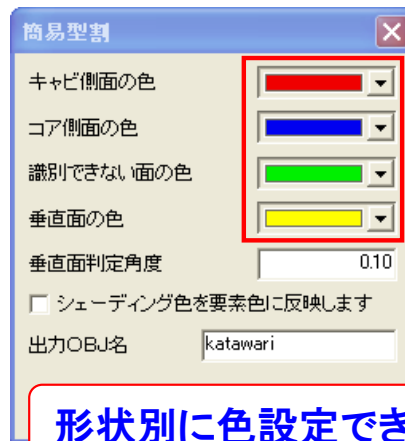 簡易型割
キャビ側面の色
コア側面の色
識別できない面の色
垂直面の色
垂直面判定角度 0.10
シェーディング色を要素色に反映します
出力OBJ名 katawari
形状別に色設定でき